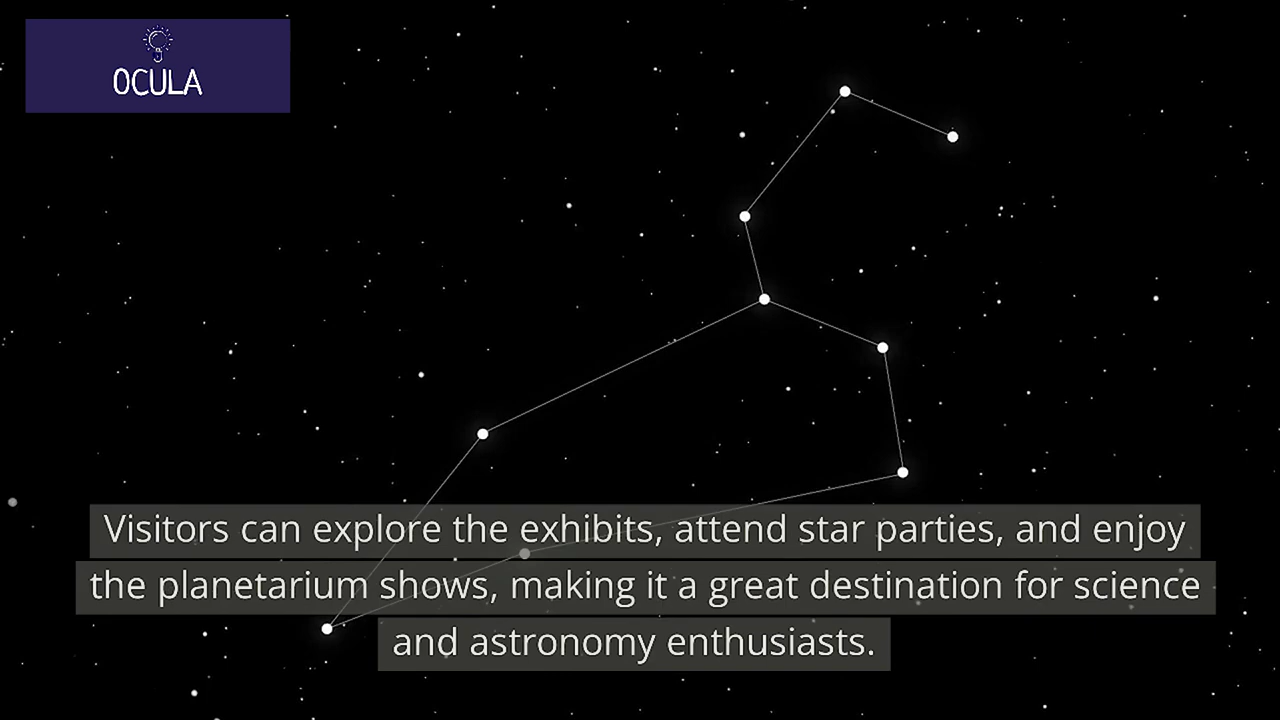 OCULA
Visitors can explore the exhibits, attend star parties, and enjoy
the planetarium shows, making it a great destination for science
and astronomy enthusiasts.